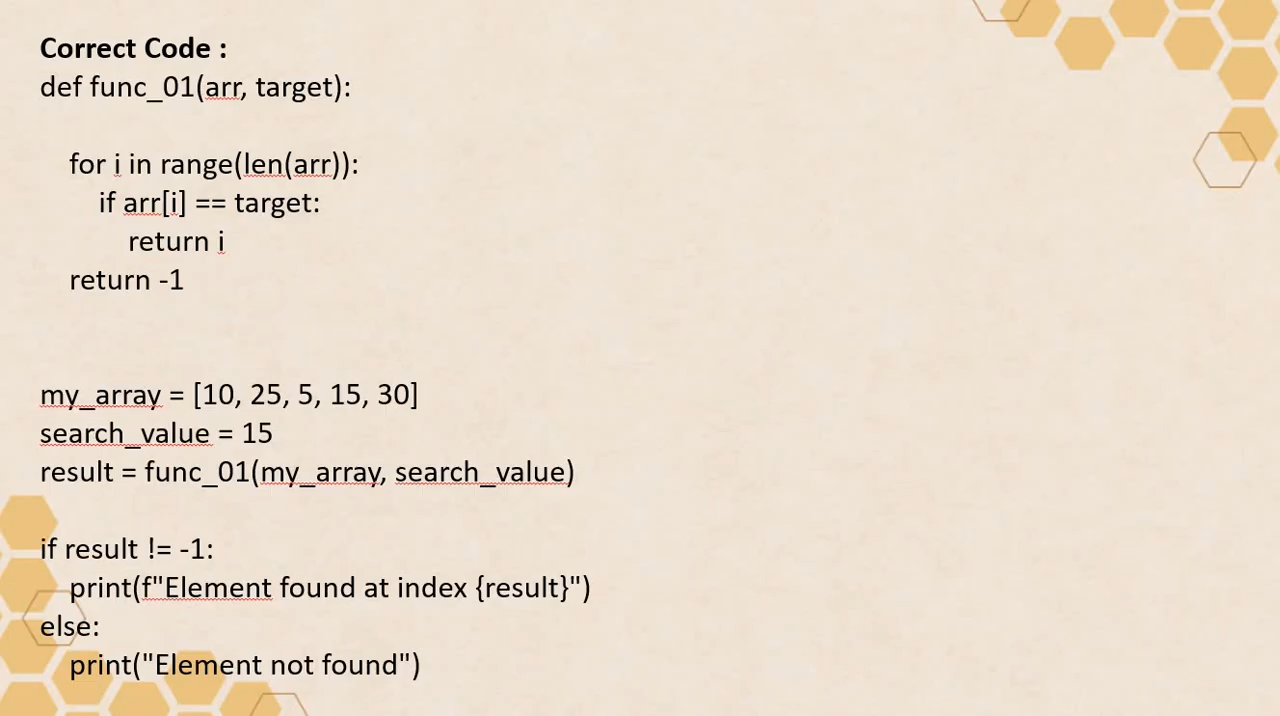 Correct Code :
def func_01(arr, target):
for i in range(len(arr)):
if arr[i] == target:
return i
return -1
my_array = [10, 25, 5, 15, 30]
search_value = 15
result = func_01(my_array, search_value)
if result != -1:
print(f"Element found at index {result}")
else:
print("Element not found")